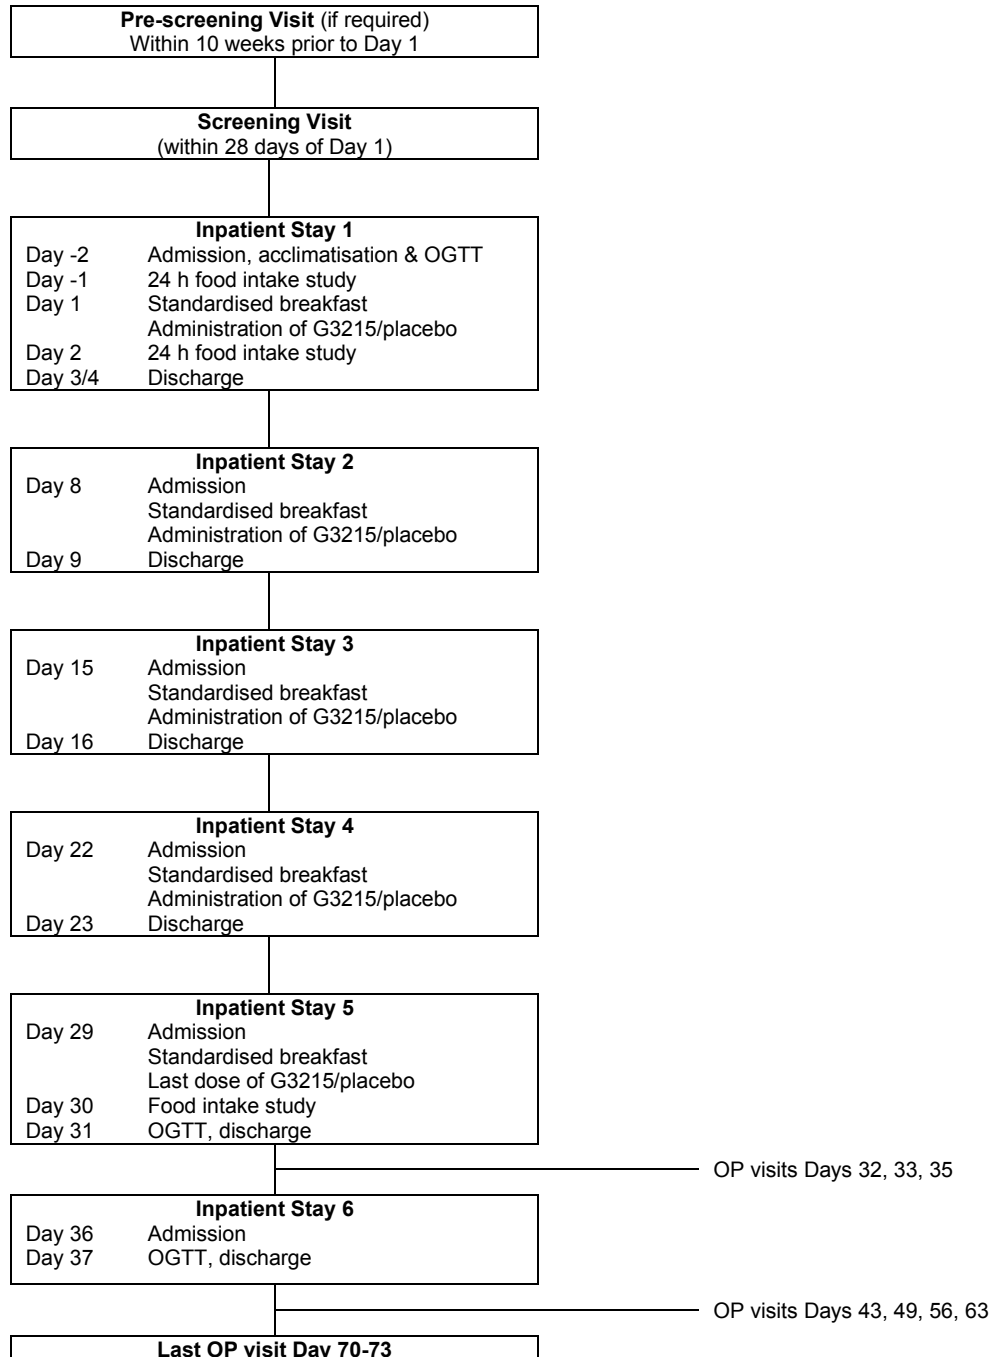 Pre-screening Visit (if required)
Within 10 weeks prior to Day 1
Screening Visit
(within 28 days of Day 1)
Inpatient Stay 1
Day -2 Admission, acclimatisation & OGTT
Day -1 24 h food intake study
Day 1 Standardised breakfast
Administration of G3215/placebo
Day 2 24 h food intake study
Day 3/4 Discharge
Inpatient Stay 2
Day 8 Admission
Standardised breakfast
Administration of G3215/placebo
Day 9 Discharge
Inpatient Stay 3
Day 15 Admission
Standardised breakfast
Administration of G3215/placebo
Day 16 Discharge
Inpatient Stay 4
Day 22 Admission
Standardised breakfast
Administration of G3215/placebo
Day 23 Discharge
Inpatient Stay 5
Day 29 Admission
Standardised breakfast
Last dose of G3215/placebo
Day 30 Food intake study
Day 31 OGTT, discharge
OP visits Days 32, 33, 35
Inpatient Stay 6
Day 36 Admission
Day 37 OGTT, discharge
OP visits Days 43, 49, 56, 63
Last OP visit Day 70-73